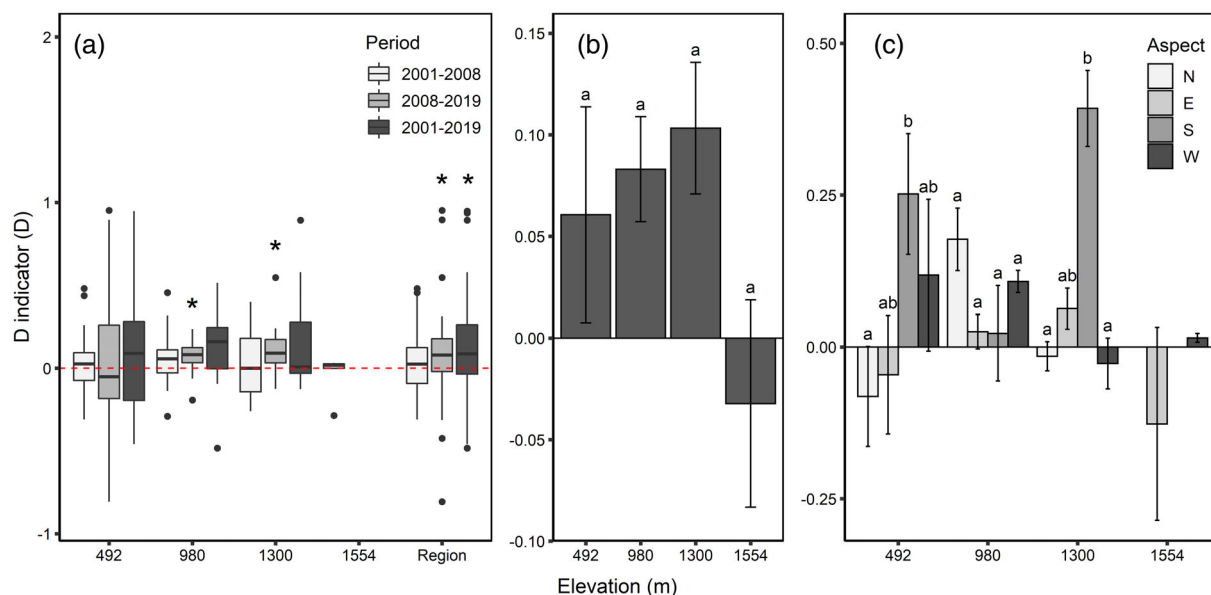 (a)
Period
2001-2008
2008-2019
2001-2019
D indicator (D)
2
1
0
-1
* * * *
492 980 1300 1554 Region
(b)
0.15
0.10
0.05
0.00
-0.05
-0.10
a a a a
492 980 1300 1554
Elevation (m)
(c)
Aspect
N
E
S
W
0.50
0.25
0.00
-0.25
a ab b ab a a a a a ab b a
492 980 1300 1554